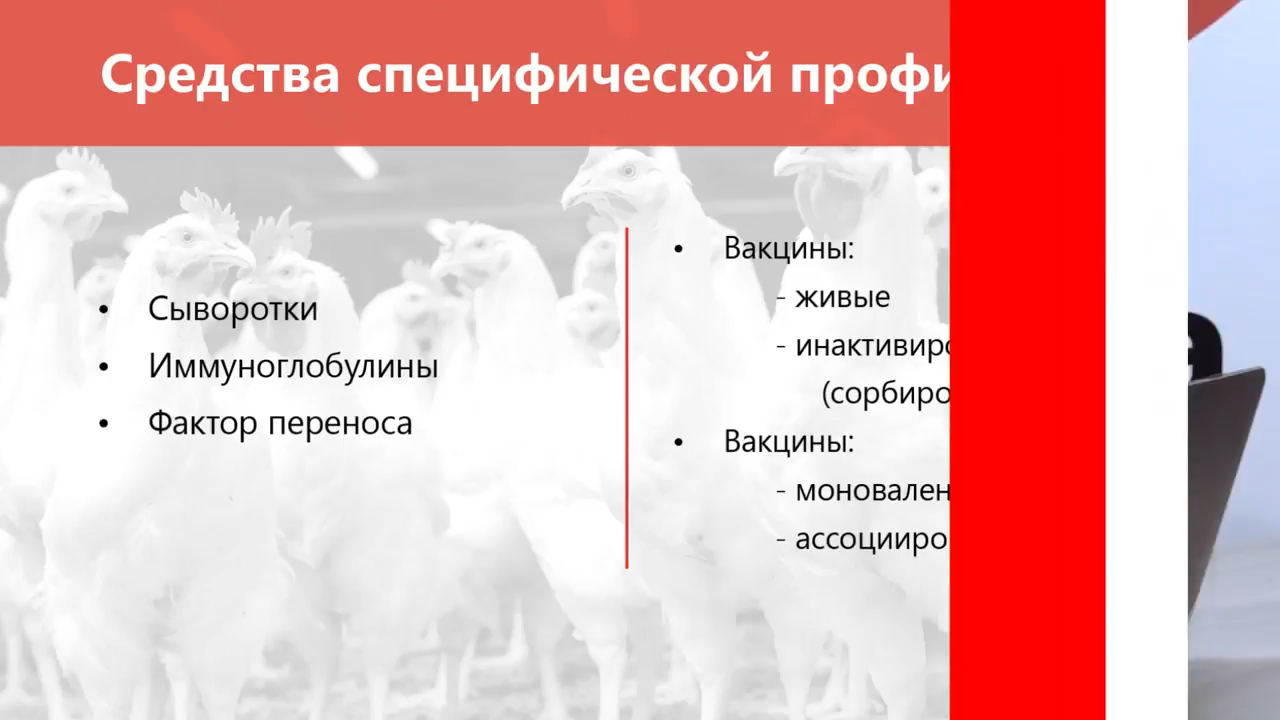 Средства специфической профи
Сыворотки
Иммуноглобулины
Фактор переноса
Вакцины:
- живые
- инактивиро
(сорбиро
Вакцины:
- моновален
- ассоцииро